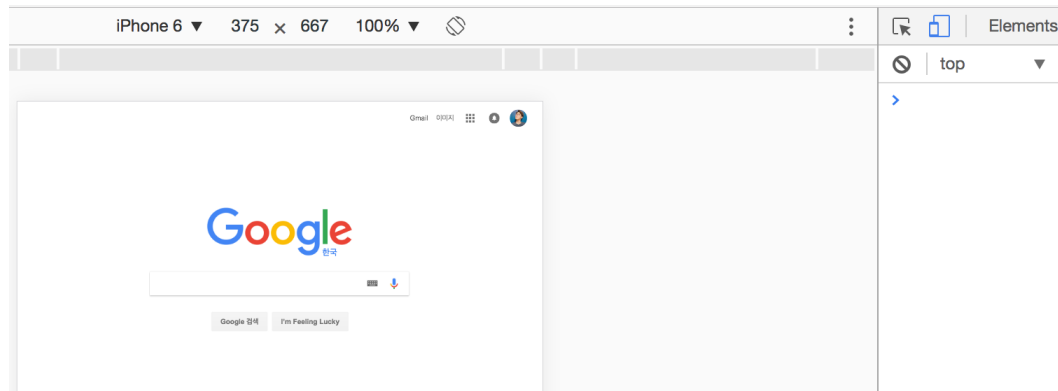 iPhone 6 ▼ 375 × 667 100% ▼ Elements
top ▼
Gmail 이미지
Google
한국
Google 검색 I'm Feeling Lucky